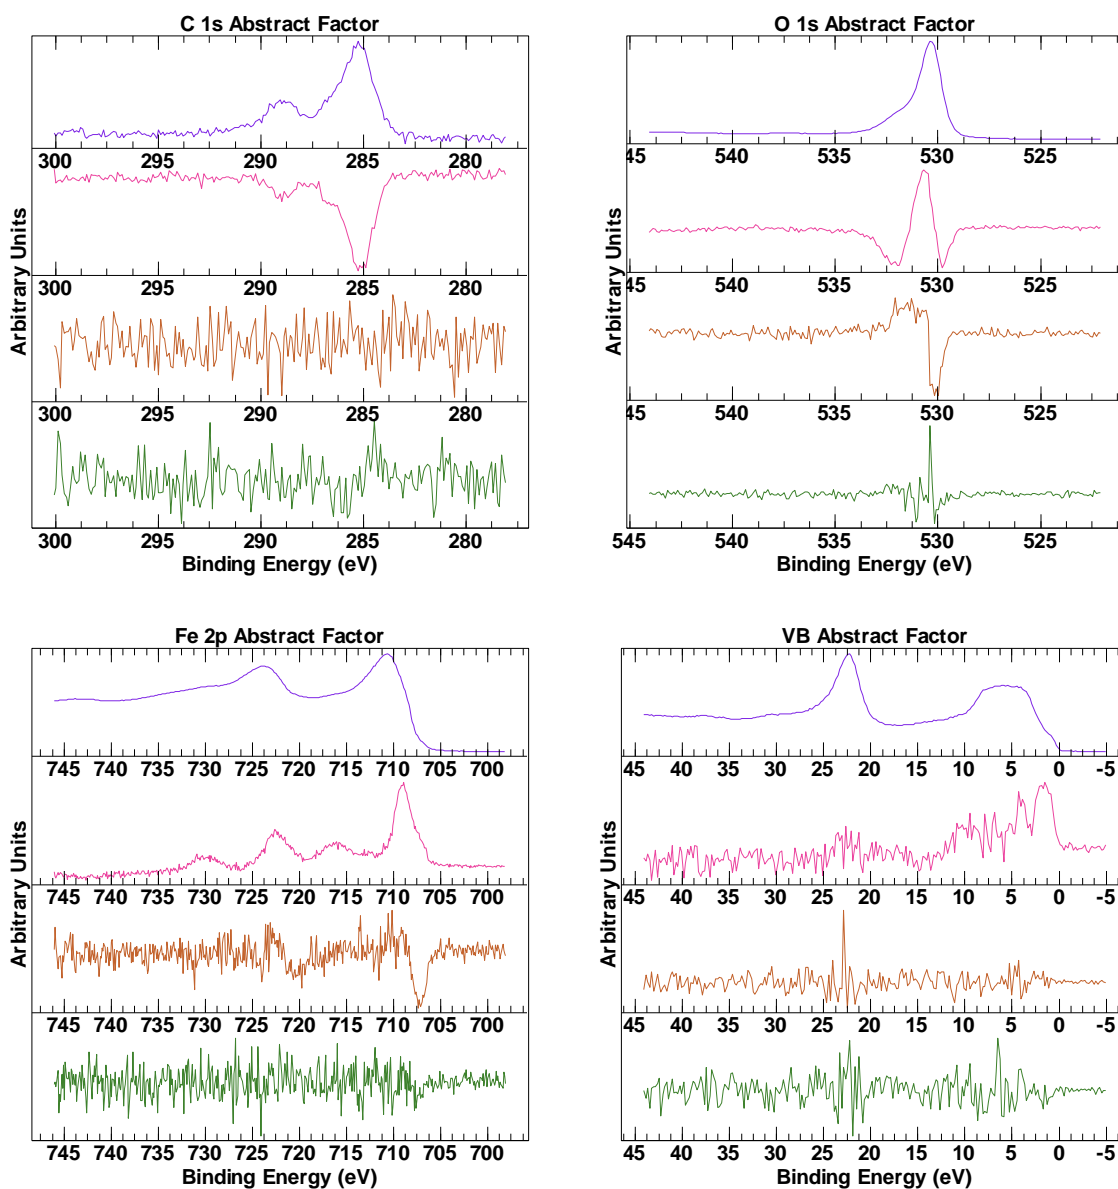 C 1s Abstract Factor
300 295 290 285 280
300 295 290 285 280
300 295 290 285 280
300 295 290 285 280
Binding Energy (eV)
Arbitrary Units
O 1s Abstract Factor
45 540 535 530 525
45 540 535 530 525
45 540 535 530 525
545 540 535 530 525
Binding Energy (eV)
Arbitrary Units
Fe 2p Abstract Factor
745 740 735 730 725 720 715 710 705 700
745 740 735 730 725 720 715 710 705 700
745 740 735 730 725 720 715 710 705 700
745 740 735 730 725 720 715 710 705 700
Binding Energy (eV)
Arbitrary Units
VB Abstract Factor
45 40 35 30 25 20 15 10 5 0 -5
45 40 35 30 25 20 15 10 5 0 -5
45 40 35 30 25 20 15 10 5 0 -5
45 40 35 30 25 20 15 10 5 0 -5
Binding Energy (eV)
Arbitrary Units